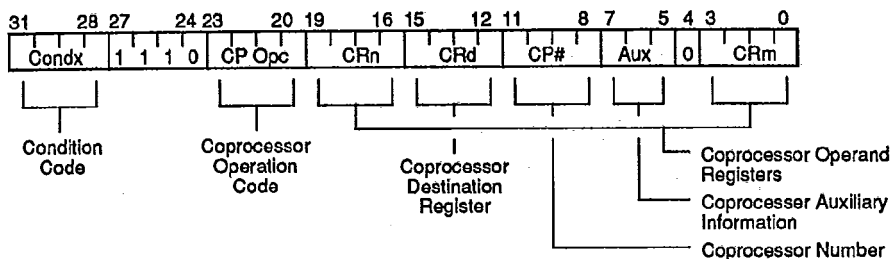 31 28 27 24 23 20 19 16 15 12 11 8 7 5 4 3 0
Condx 1 1 1 0 CP Opc CRn CRd CP# Aux 0 CRm
Condition
Code
Coprocessor
Operation
Code
Coprocessor
Destination
Register
Coprocessor Operand
Registers
Coprocesser Auxiliary
Information
Coprocessor Number